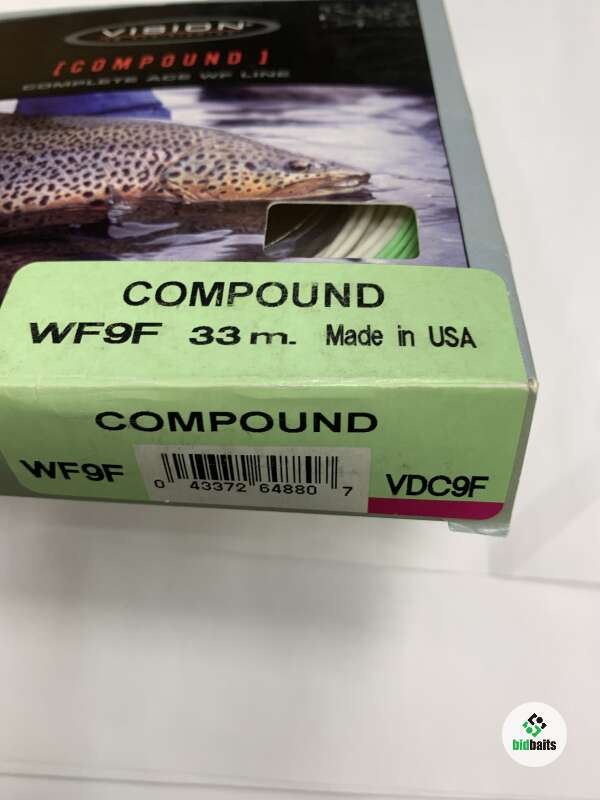 VISION
[COMPOUND]
COMPLETE ACE WF LINE
COMPOUND
WF9F 33m. Made in USA
COMPOUND
WF9F
0 43372 64880 7
VDC9F
bidbaits